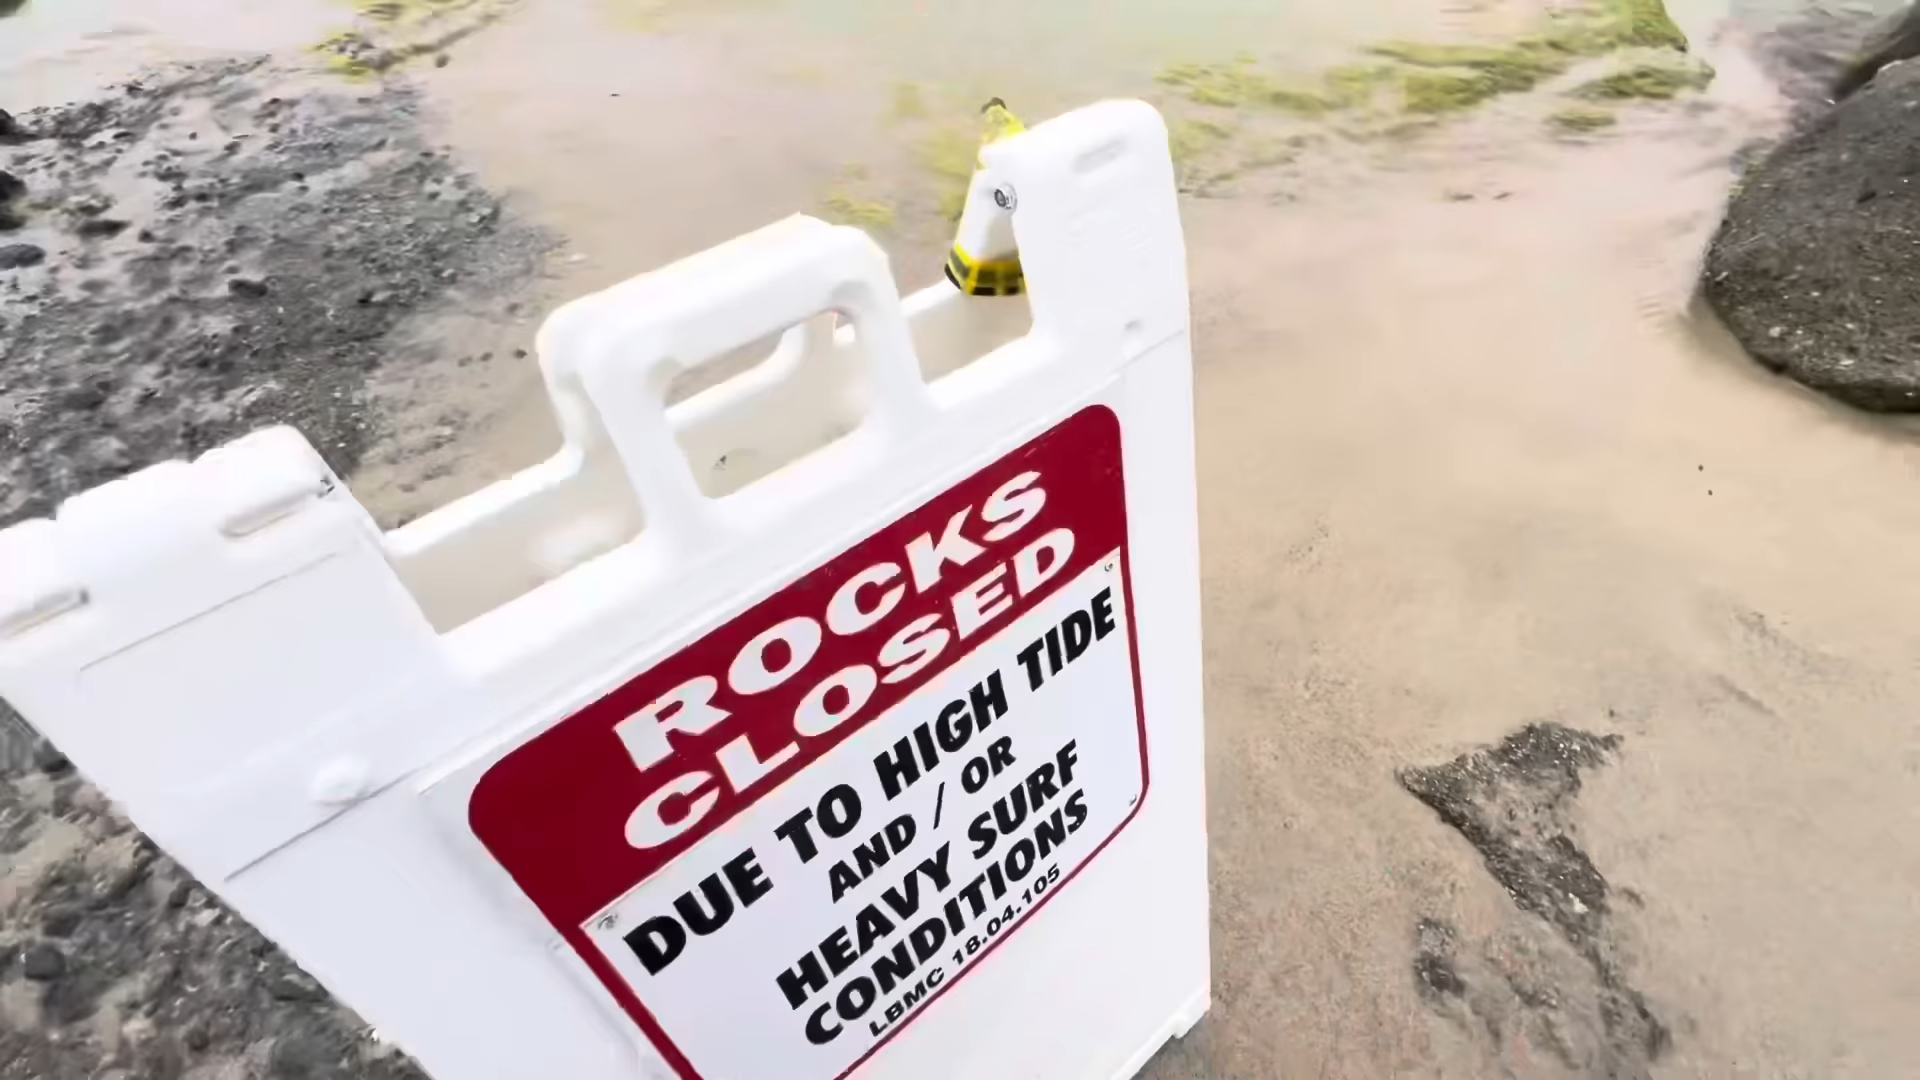 ROCKS
CLOSED
DUE TO HIGH TIDE
AND / OR
HEAVY SURF
CONDITIONS
LBMC 18.04.105